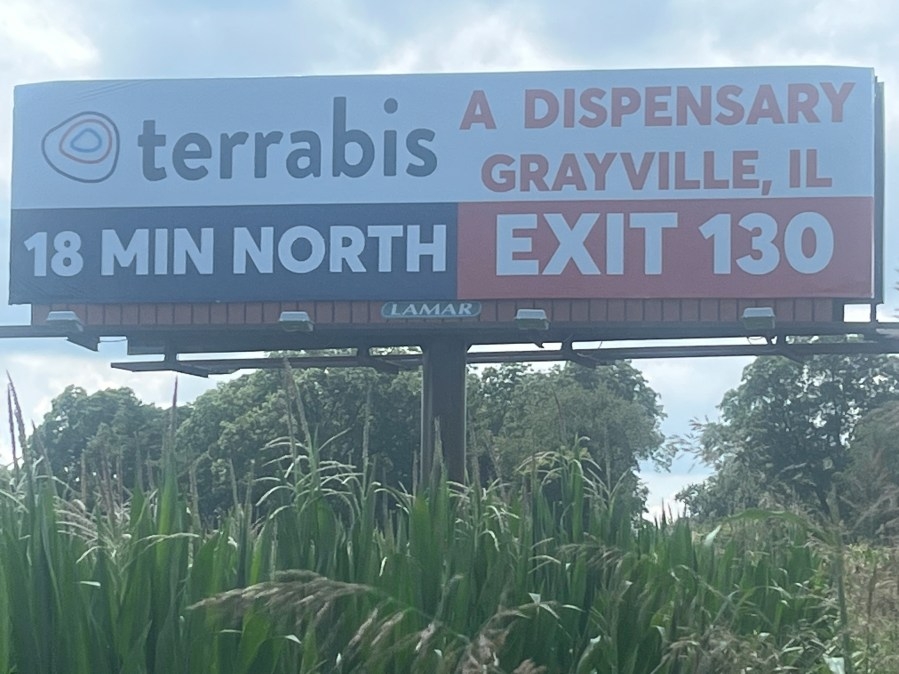 terrabis
A DISPENSARY
GRAYVILLE, IL
18 MIN NORTH
EXIT 130
LAMAR